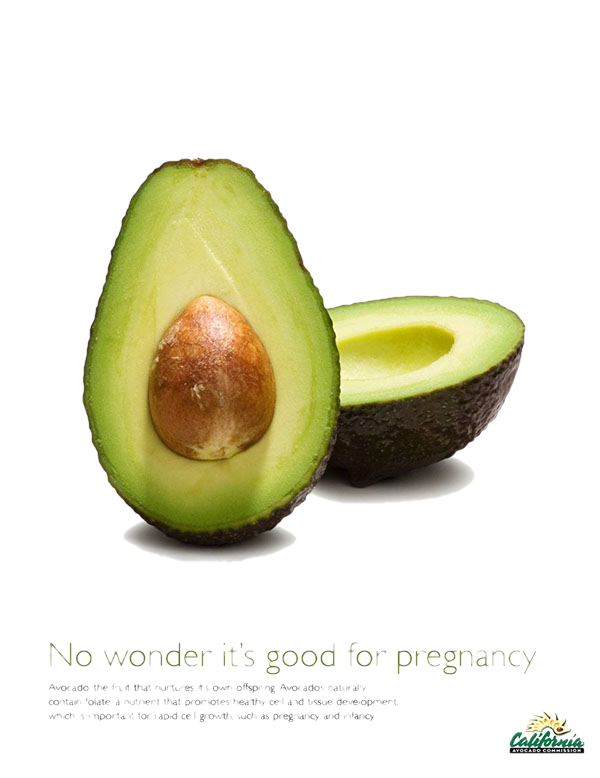 No wonder it's good for pregnancy
Avocado the fruit that nurtures it's own offspring. Avocados naturally
contain folate, a nutrient that promotes healthy cell and tissue development,
which is important for rapid cell growth, such as pregnancy and infancy
California
AVOCADO COMMISSION